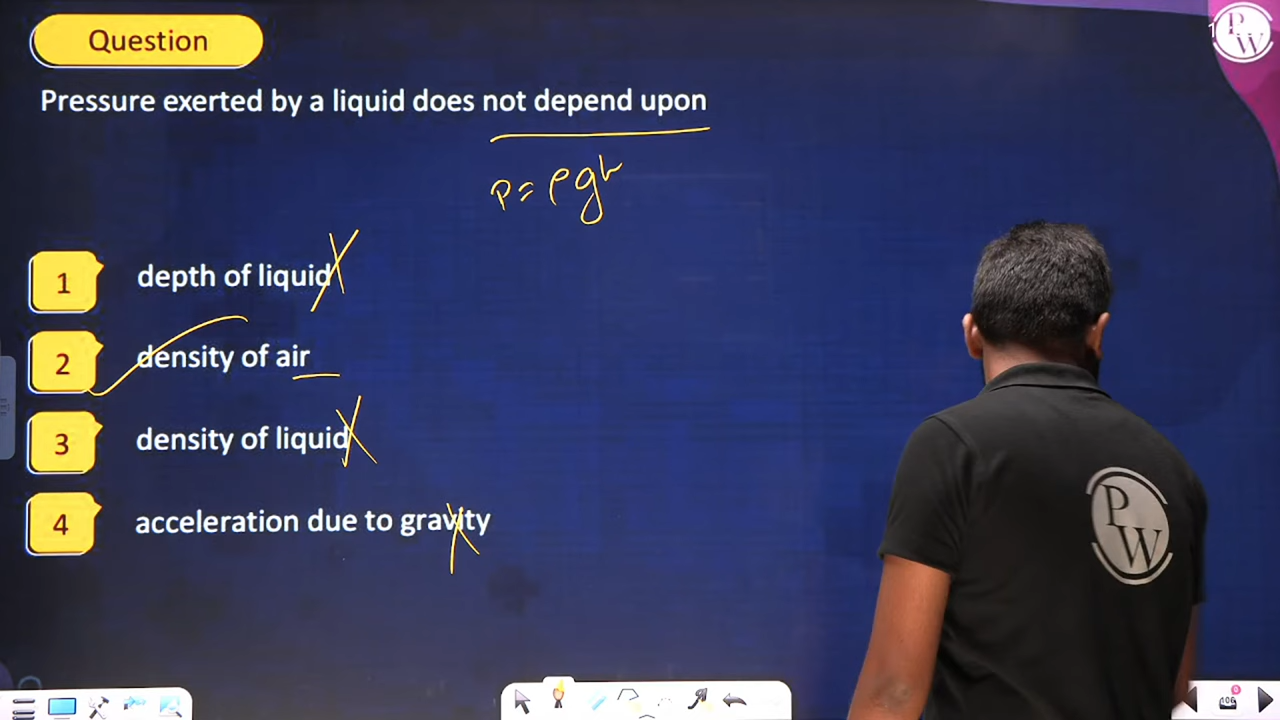 Question
Pressure exerted by a liquid does not depend upon
P = ρgh
1 depth of liquid
2 density of air
3 density of liquid
4 acceleration due to gravity
PW
PW
106